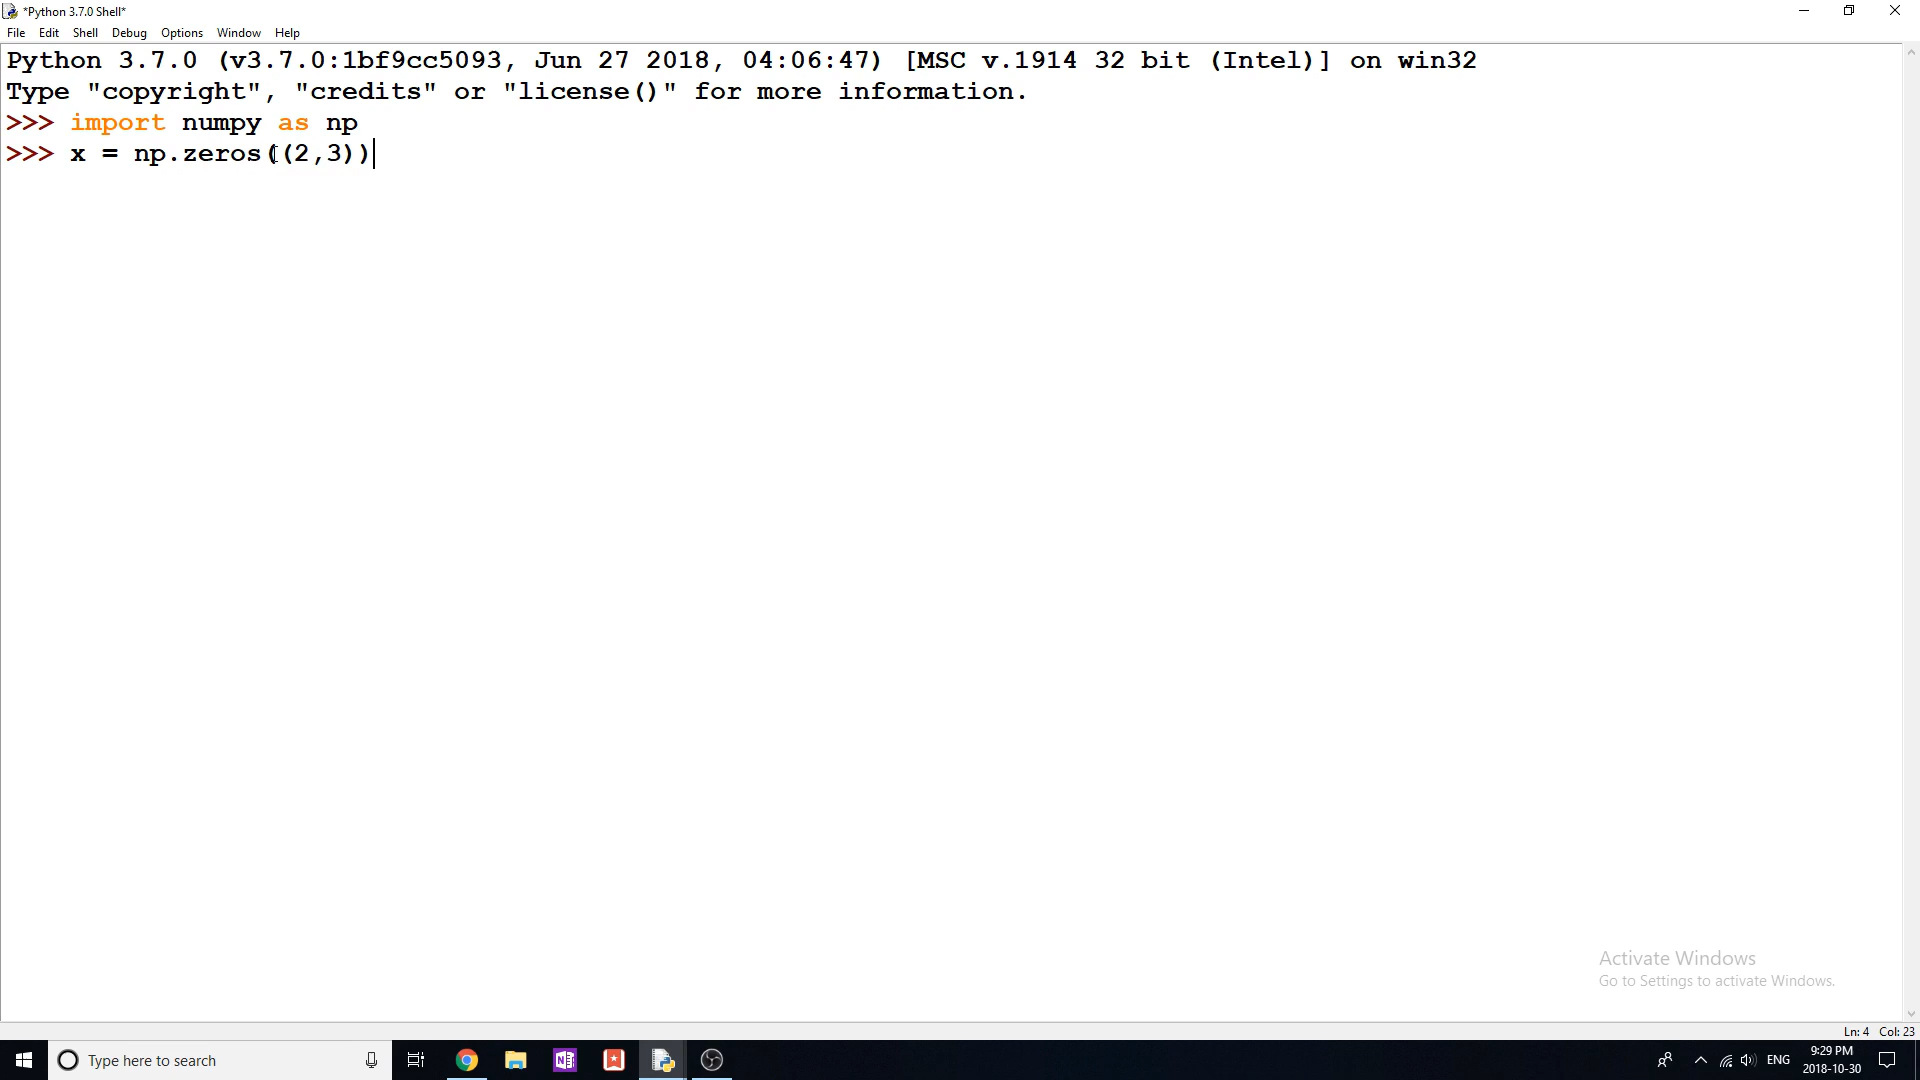 *Python 3.7.0 Shell*
File Edit Shell Debug Options Window Help
Python 3.7.0 (v3.7.0:1bf9cc5093, Jun 27 2018, 04:06:47) [MSC v.1914 32 bit (Intel)] on win32
Type "copyright", "credits" or "license()" for more information.
>>> import numpy as np
>>> x = np.zeros((2,3))
Activate Windows
Go to Settings to activate Windows.
Ln: 4 Col: 23
Type here to search
ENG
9:29 PM
2018-10-30